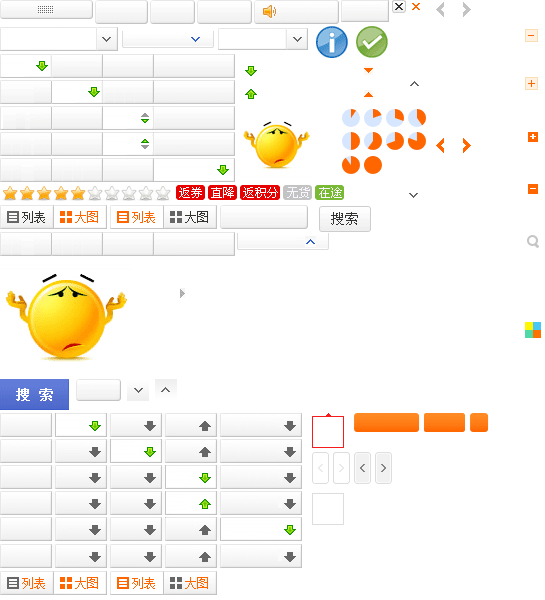 返券 直降 返积分 无货 在途
列表 大图 列表 大图 搜索
搜 索
列表 大图 列表 大图